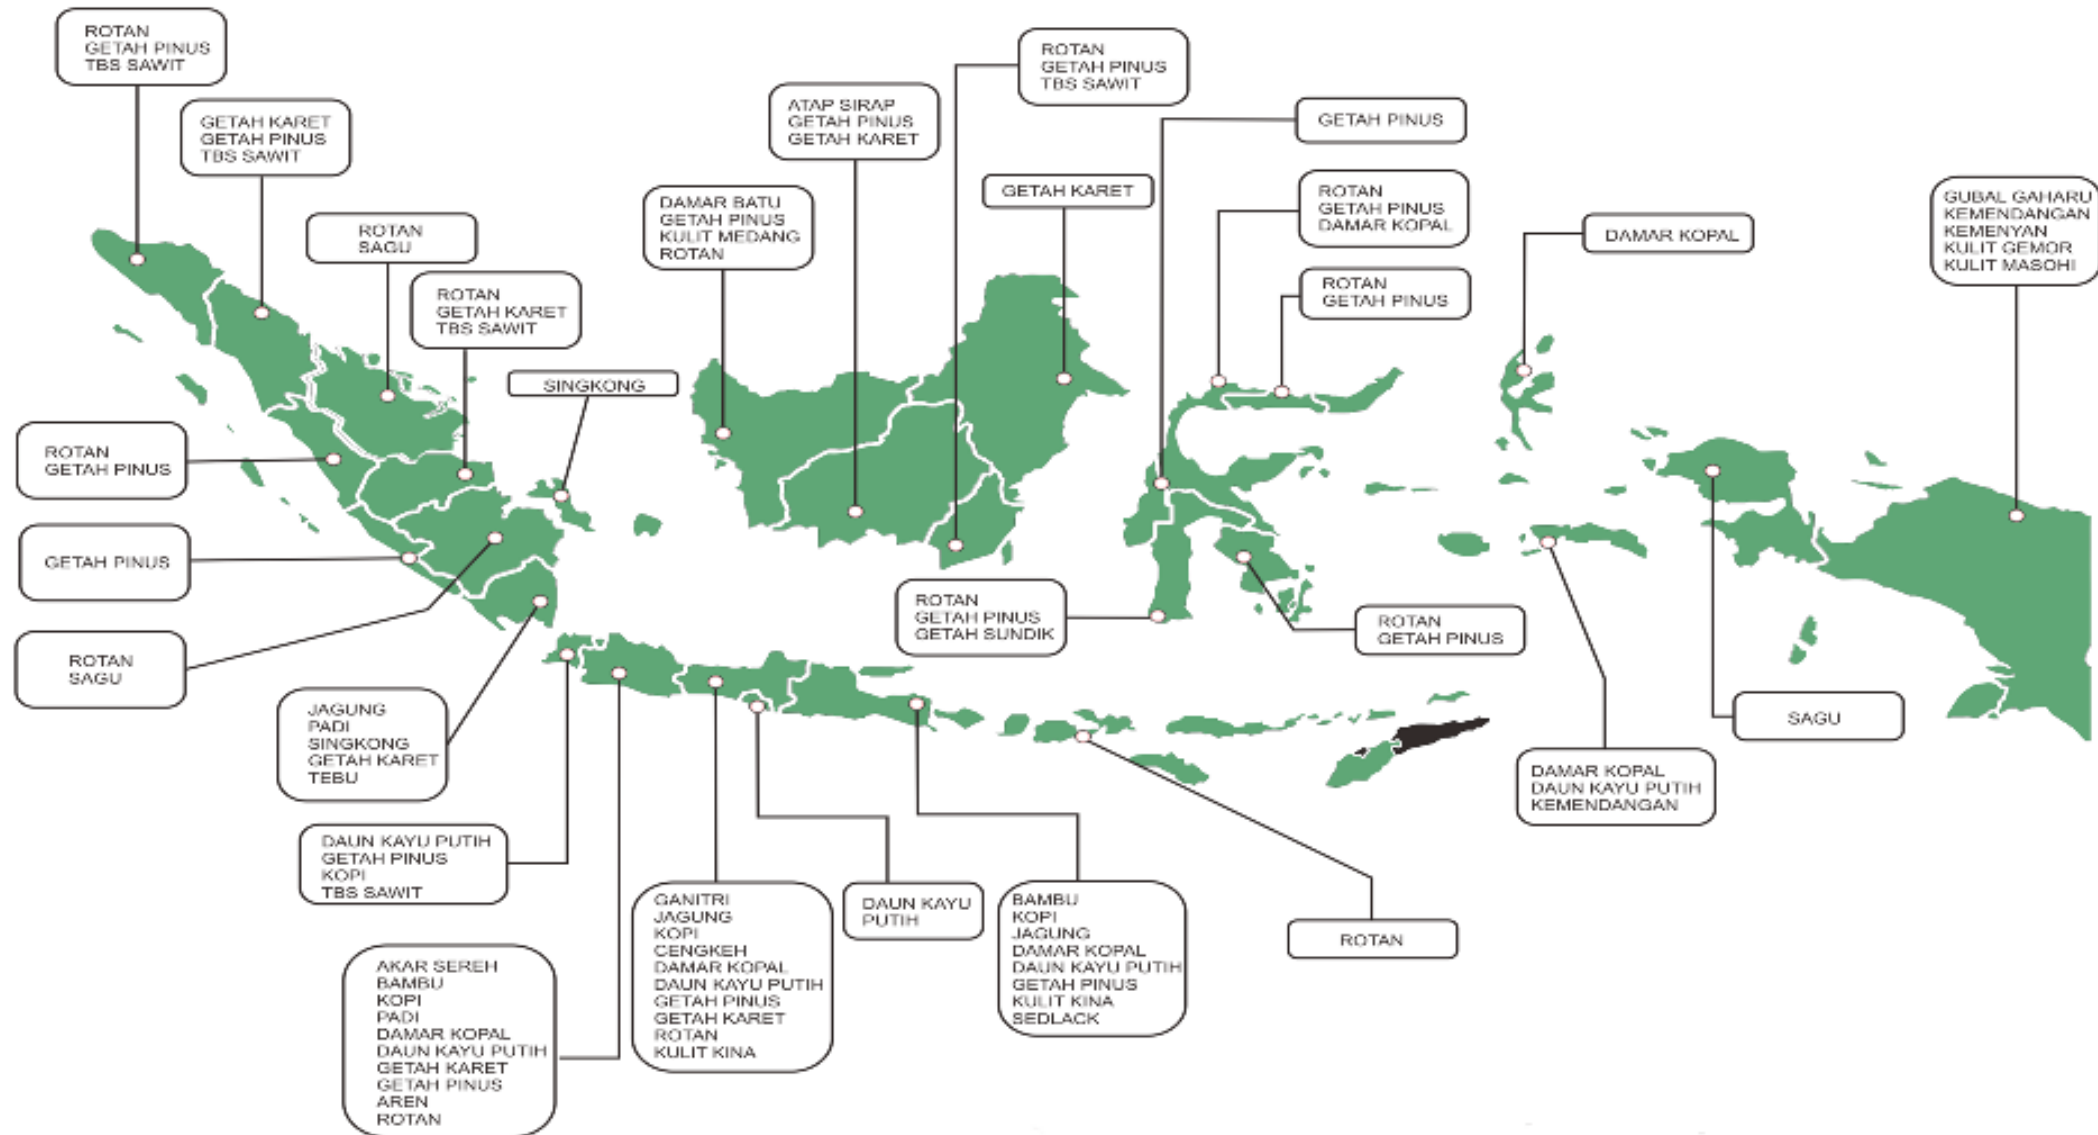 ROTAN
GETAH PINUS
TBS SAWIT
GETAH KARET
GETAH PINUS
TBS SAWIT
ROTAN
SAGU
ROTAN
GETAH KARET
TBS SAWIT
SINGKONG
DAMAR BATU
GETAH PINUS
KULIT MEDANG
ROTAN
ATAP SIRAP
GETAH PINUS
GETAH KARET
ROTAN
GETAH PINUS
TBS SAWIT
GETAH KARET
GETAH PINUS
ROTAN
GETAH PINUS
DAMAR KOPAL
ROTAN
GETAH PINUS
DAMAR KOPAL
GUBAL GAHARU
KEMENDANGAN
KEMENYAN
KULIT GEMOR
KULIT MASOHI
ROTAN
GETAH PINUS
GETAH PINUS
ROTAN
SAGU
JAGUNG
PADI
SINGKONG
GETAH KARET
TEBU
DAUN KAYU PUTIH
GETAH PINUS
KOPI
TBS SAWIT
AKAR SEREH
BAMBU
KOPI
PADI
DAMAR KOPAL
DAUN KAYU PUTIH
GETAH KARET
GETAH PINUS
AREN
ROTAN
GANITRI
JAGUNG
KOPI
CENGKEH
DAMAR KOPAL
DAUN KAYU PUTIH
GETAH PINUS
GETAH KARET
ROTAN
KULIT KINA
DAUN KAYU
PUTIH
BAMBU
KOPI
JAGUNG
DAMAR KOPAL
DAUN KAYU PUTIH
GETAH PINUS
KULIT KINA
SEDLACK
ROTAN
GETAH PINUS
GETAH SUNDIK
ROTAN
GETAH PINUS
ROTAN
DAMAR KOPAL
DAUN KAYU PUTIH
KEMENDANGAN
SAGU